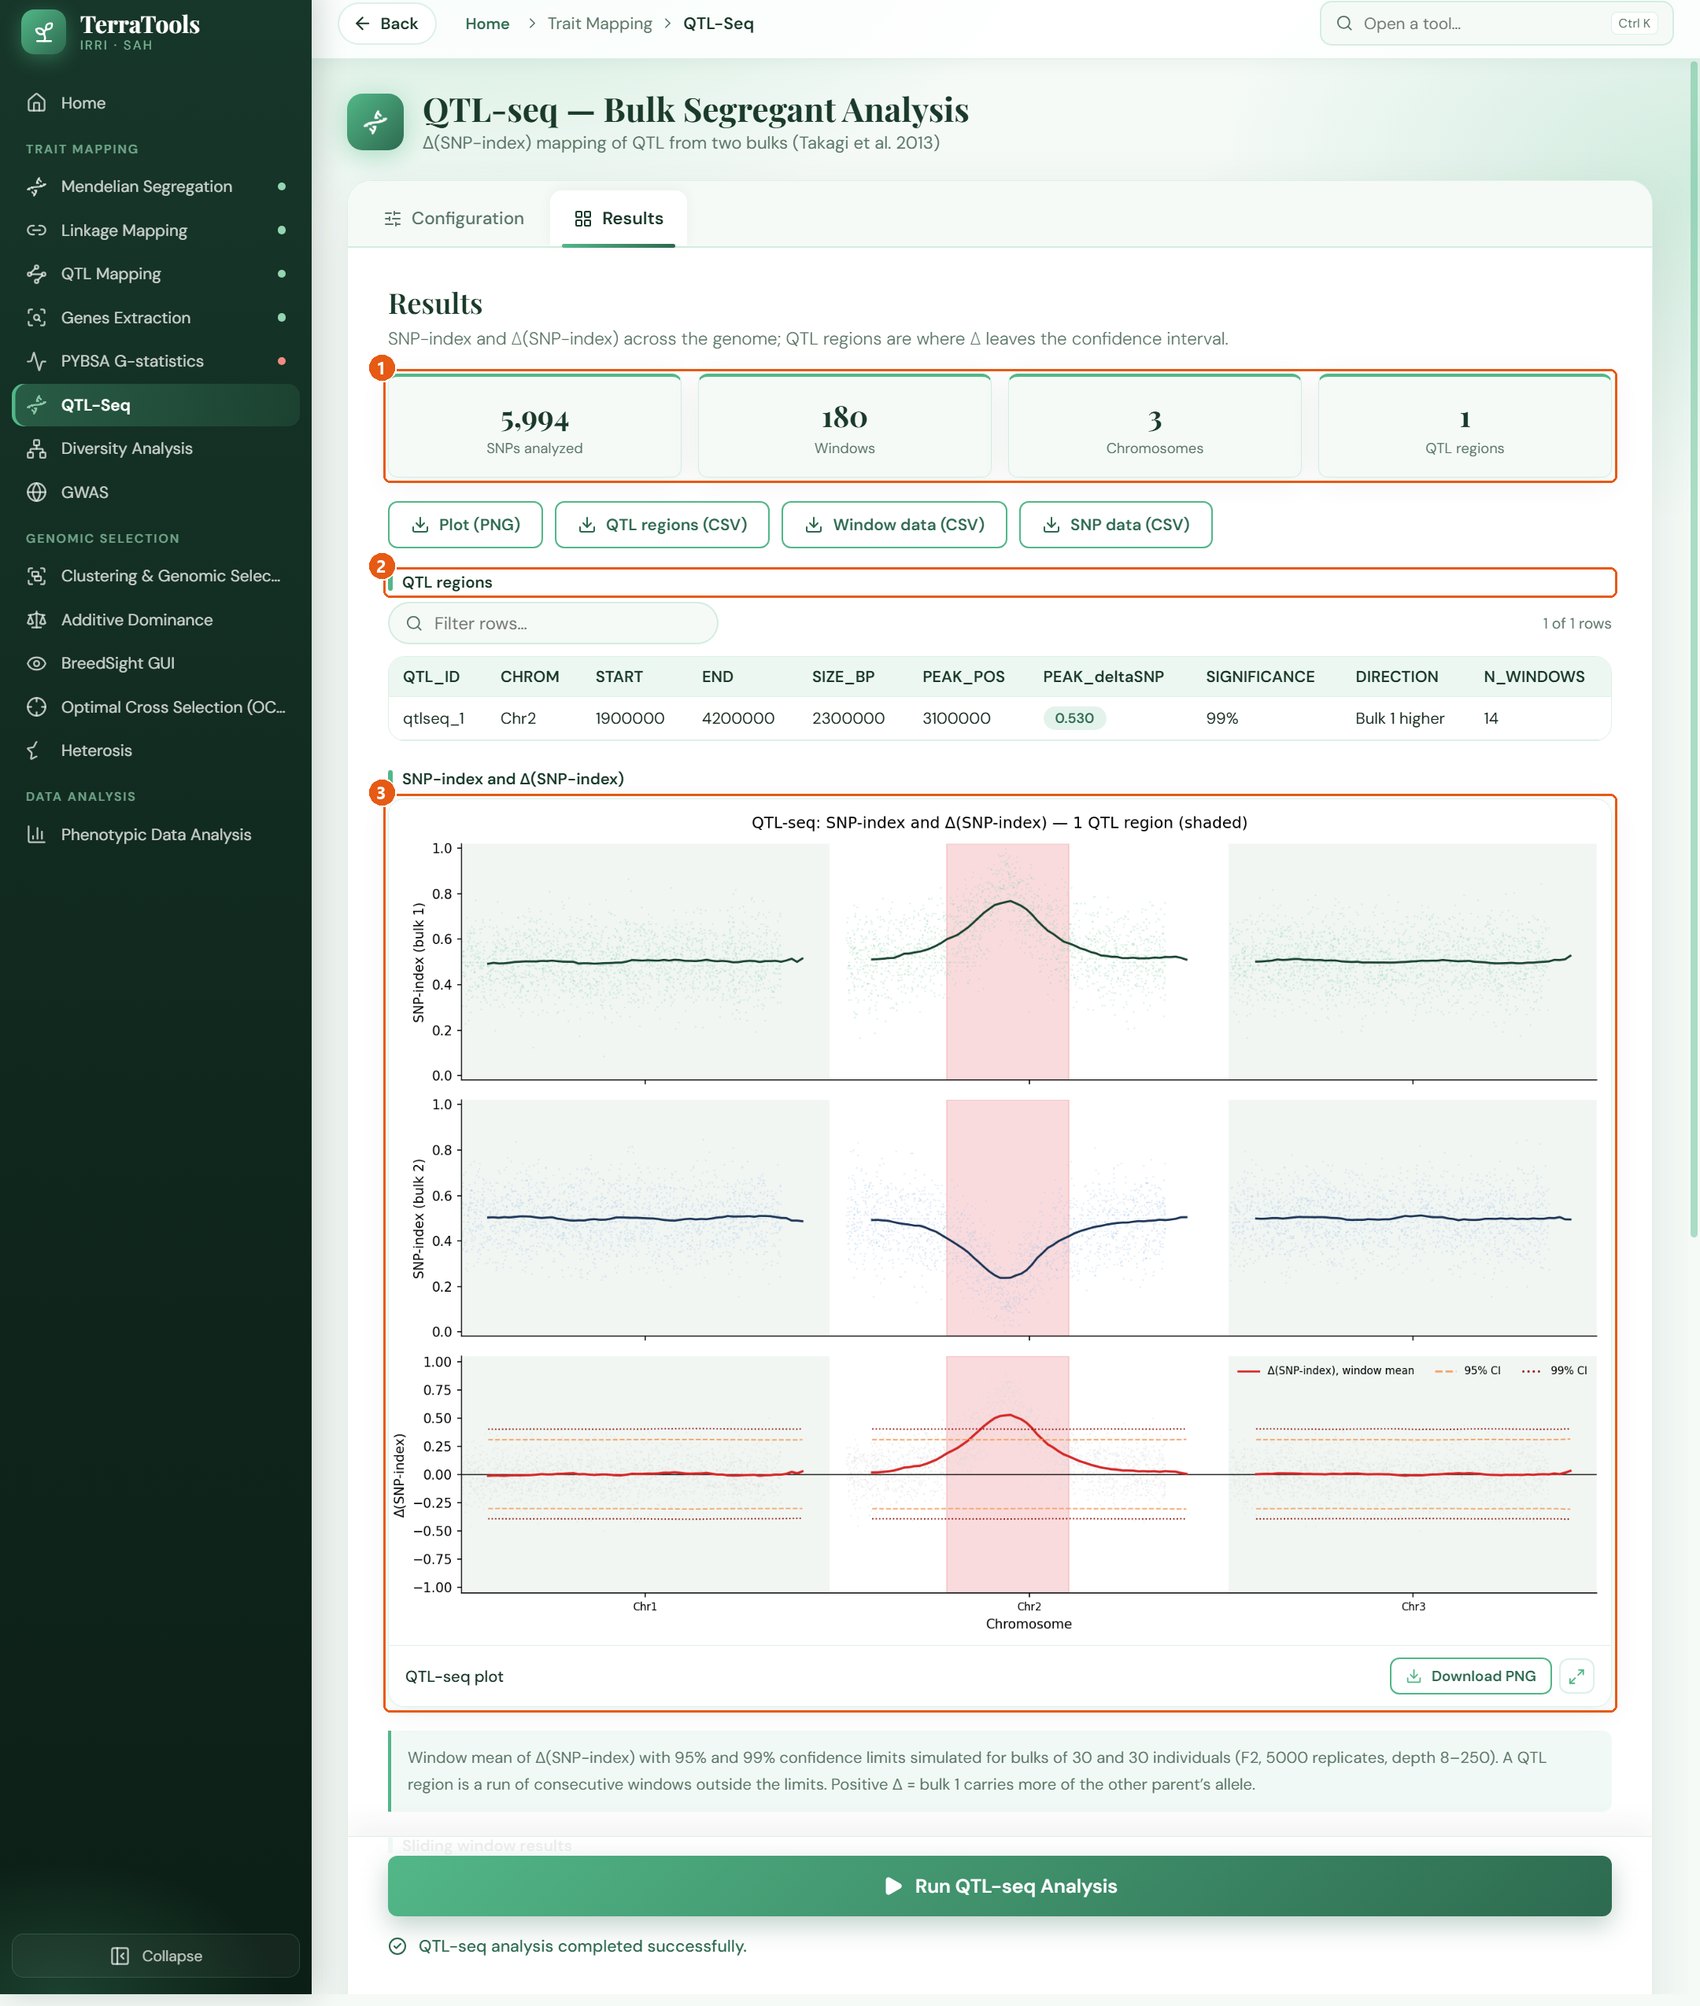 TerraTools
IRRI · SAH
Back
Home > Trait Mapping > QTL-Seq
Open a tool...
Ctrl K
Home
TRAIT MAPPING
Mendelian Segregation
Linkage Mapping
QTL Mapping
Genes Extraction
PYBSA G-statistics
QTL-Seq
Diversity Analysis
GWAS
GENOMIC SELECTION
Clustering & Genomic Selec...
Additive Dominance
BreedSight GUI
Optimal Cross Selection (OC...
Heterosis
DATA ANALYSIS
Phenotypic Data Analysis
Collapse
QTL-seq — Bulk Segregant Analysis
Δ(SNP-index) mapping of QTL from two bulks (Takagi et al. 2013)
Configuration
Results
Results
SNP-index and Δ(SNP-index) across the genome; QTL regions are where Δ leaves the confidence interval.
1
5,994
SNPs analyzed
180
Windows
3
Chromosomes
1
QTL regions
Plot (PNG)
QTL regions (CSV)
Window data (CSV)
SNP data (CSV)
2
QTL regions
Filter rows...
1 of 1 rows
QTL_ID CHROM START END SIZE_BP PEAK_POS PEAK_deltaSNP SIGNIFICANCE DIRECTION N_WINDOWS
qtlseq_1 Chr2 1900000 4200000 2300000 3100000 0.530 99% Bulk 1 higher 14
SNP-index and Δ(SNP-index)
3
QTL-seq: SNP-index and Δ(SNP-index) — 1 QTL region (shaded)
SNP-index (bulk 1)
1.0
0.8
0.6
0.4
0.2
0.0
SNP-index (bulk 2)
1.0
0.8
0.6
0.4
0.2
0.0
Δ(SNP-index)
1.00
0.75
0.50
0.25
0.00
−0.25
−0.50
−0.75
−1.00
Δ(SNP-index), window mean
95% CI
99% CI
Chr1
Chr2
Chr3
Chromosome
QTL-seq plot
Download PNG
Window mean of Δ(SNP-index) with 95% and 99% confidence limits simulated for bulks of 30 and 30 individuals (F2, 5000 replicates, depth 8–250). A QTL
region is a run of consecutive windows outside the limits. Positive Δ = bulk 1 carries more of the other parent's allele.
Sliding window results
Run QTL-seq Analysis
QTL-seq analysis completed successfully.